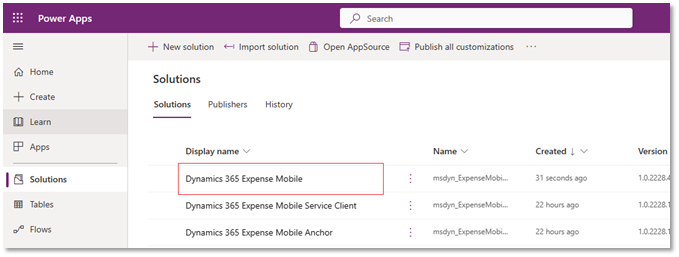 Power Apps
Search
New solution Import solution Open AppSource Publish all customizations ...
Home
Create
Learn
Apps
Solutions
Tables
Flows
Solutions
Solutions Publishers History
Display name Name Created Version
Dynamics 365 Expense Mobile msdyn_ExpenseMobi... 31 seconds ago 1.0.2228.4
Dynamics 365 Expense Mobile Service Client msdyn_ExpenseMobi... 22 hours ago 1.0.2228.1
Dynamics 365 Expense Mobile Anchor msdyn_ExpenseMobi... 22 hours ago 1.0.2228.1